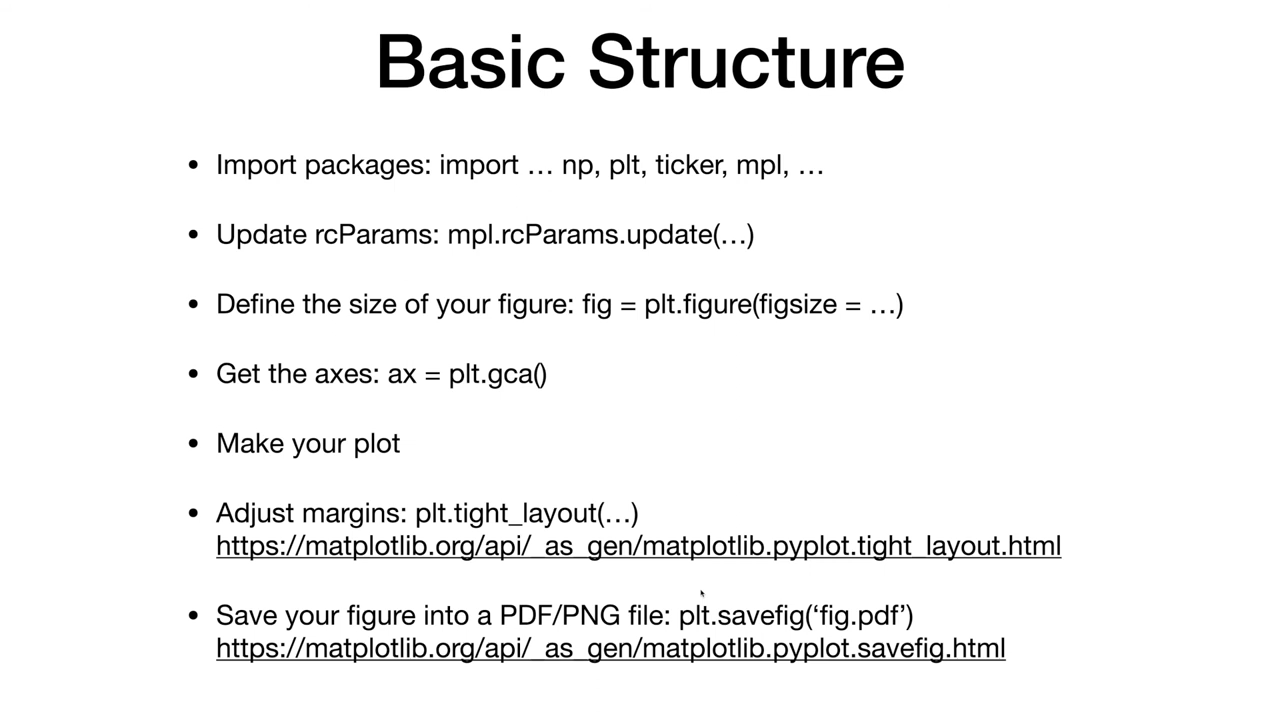 Basic Structure
• Import packages: import … np, plt, ticker, mpl, …
• Update rcParams: mpl.rcParams.update(…)
• Define the size of your figure: fig = plt.figure(figsize = …)
• Get the axes: ax = plt.gca()
• Make your plot
• Adjust margins: plt.tight_layout(…)
https://matplotlib.org/api/_as_gen/matplotlib.pyplot.tight_layout.html
• Save your figure into a PDF/PNG file: plt.savefig(‘fig.pdf’)
https://matplotlib.org/api/_as_gen/matplotlib.pyplot.savefig.html